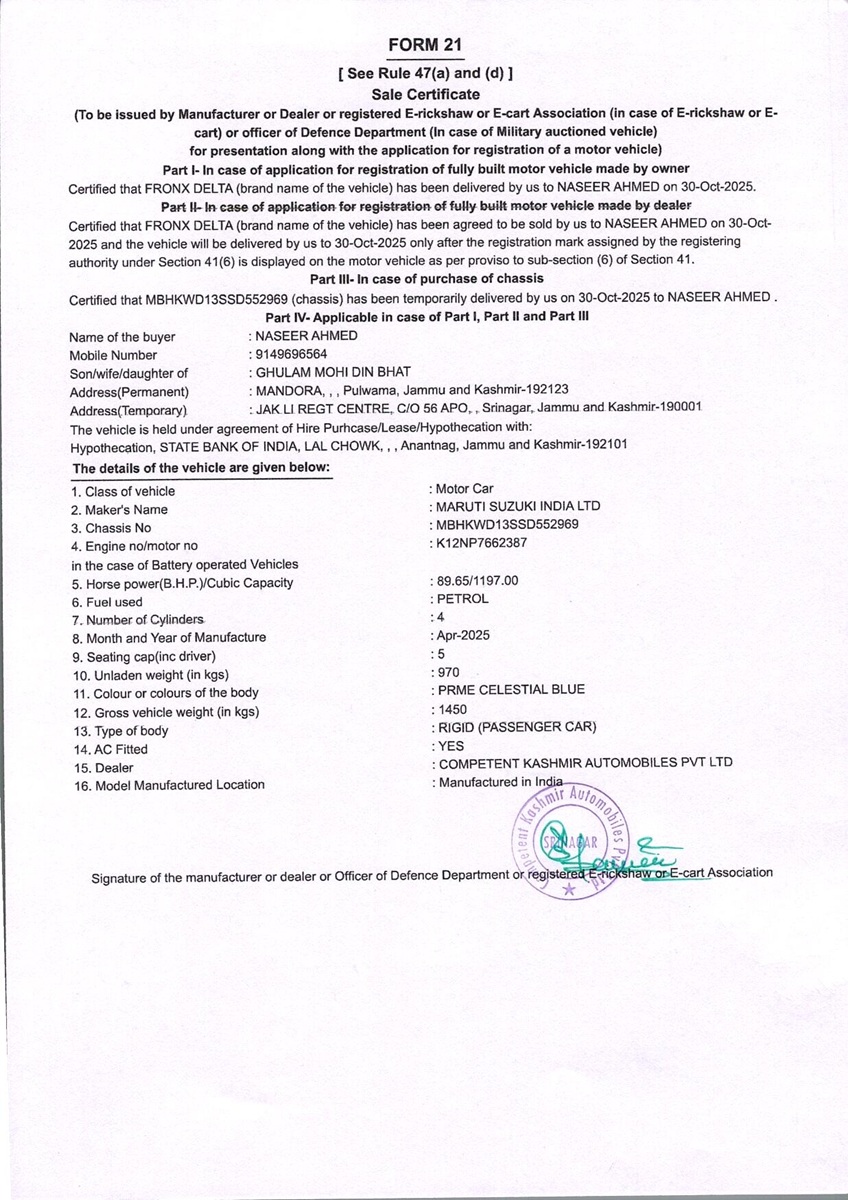 FORM 21
[ See Rule 47(a) and (d) ]
Sale Certificate
(To be issued by Manufacturer or Dealer or registered E-rickshaw or E-cart Association (in case of E-rickshaw or E-
cart) or officer of Defence Department (In case of Military auctioned vehicle)
for presentation along with the application for registration of a motor vehicle)
Part I- In case of application for registration of fully built motor vehicle made by owner
Certified that FRONX DELTA (brand name of the vehicle) has been delivered by us to NASEER AHMED on 30-Oct-2025.
Part II- In case of application for registration of fully built motor vehicle made by dealer
Certified that FRONX DELTA (brand name of the vehicle) has been agreed to be sold by us to NASEER AHMED on 30-Oct-
2025 and the vehicle will be delivered by us to 30-Oct-2025 only after the registration mark assigned by the registering
authority under Section 41(6) is displayed on the motor vehicle as per proviso to sub-section (6) of Section 41.
Part III- In case of purchase of chassis
Certified that MBHKWD13SSD552969 (chassis) has been temporarily delivered by us on 30-Oct-2025 to NASEER AHMED .
Part IV- Applicable in case of Part I, Part II and Part III
Name of the buyer : NASEER AHMED
Mobile Number : 9149696564
Son/wife/daughter of : GHULAM MOHI DIN BHAT
Address(Permanent) : MANDORA, , , Pulwama, Jammu and Kashmir-192123
Address(Temporary) : JAK LI REGT CENTRE, C/O 56 APO, , Srinagar, Jammu and Kashmir-190001
The vehicle is held under agreement of Hire Purhcase/Lease/Hypothecation with:
Hypothecation, STATE BANK OF INDIA, LAL CHOWK, , , Anantnag, Jammu and Kashmir-192101
The details of the vehicle are given below:
1. Class of vehicle : Motor Car
2. Maker's Name : MARUTI SUZUKI INDIA LTD
3. Chassis No : MBHKWD13SSD552969
4. Engine no/motor no : K12NP7662387
in the case of Battery operated Vehicles
5. Horse power(B.H.P.)/Cubic Capacity : 89.65/1197.00
6. Fuel used : PETROL
7. Number of Cylinders : 4
8. Month and Year of Manufacture : Apr-2025
9. Seating cap(inc driver) : 5
10. Unladen weight (in kgs) : 970
11. Colour or colours of the body : PRME CELESTIAL BLUE
12. Gross vehicle weight (in kgs) : 1450
13. Type of body : RIGID (PASSENGER CAR)
14. AC Fitted : YES
15. Dealer : COMPETENT KASHMIR AUTOMOBILES PVT LTD
16. Model Manufactured Location : Manufactured in India
Competent Kashmir Automobiles Pvt. Ltd.
SRINAGAR
Signature of the manufacturer or dealer or Officer of Defence Department or registered E-rickshaw or E-cart Association